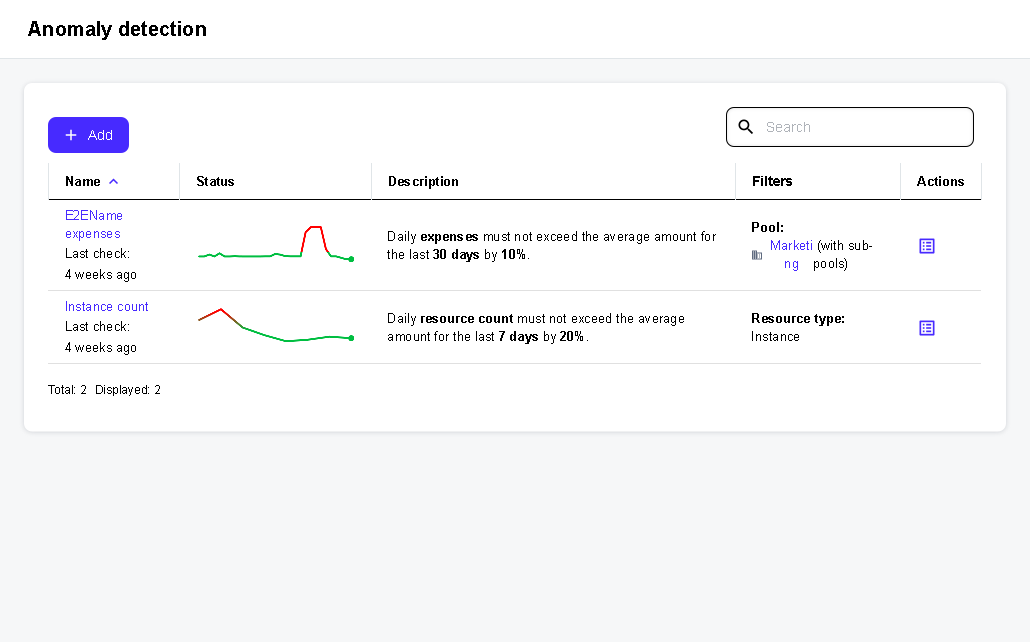 Anomaly detection
Add
Search
Name
Status
Description
Filters
Actions
E2EName
expenses
Last check:
4 weeks ago
Daily expenses must not exceed the average amount for
the last 30 days by 10%.
Pool:
Marketi (with sub-
ng pools)
Instance count
Last check:
4 weeks ago
Daily resource count must not exceed the average
amount for the last 7 days by 20%.
Resource type:
Instance
Total: 2 Displayed: 2